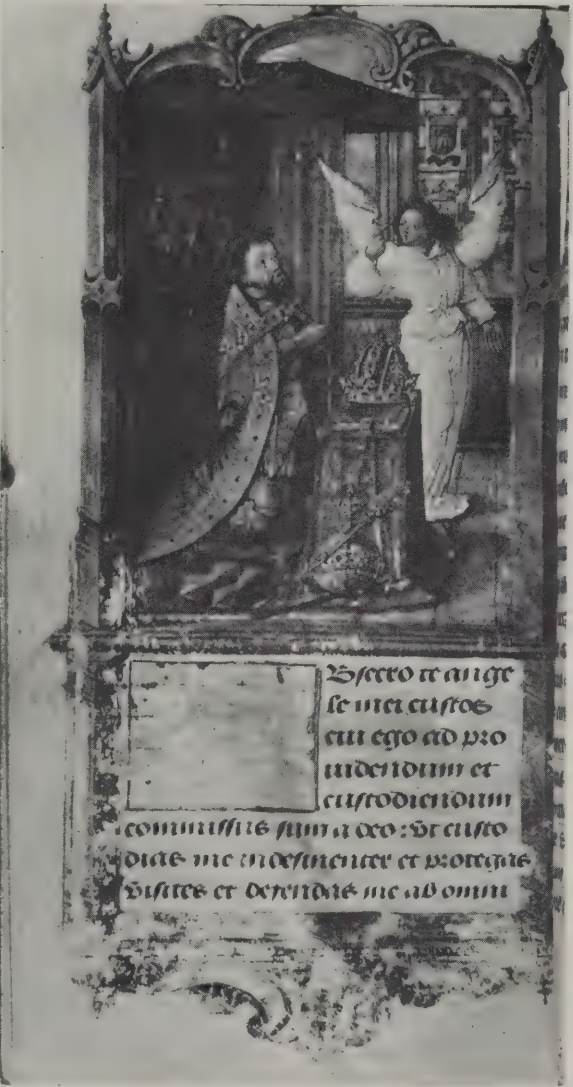 Bsecro te ange
le mei custos
cui ego ad pro
uidendum et
custodiendum
commissus sum a deo: Vt custo
dias me indesinenter et protegas
visites et defendas me ab omni